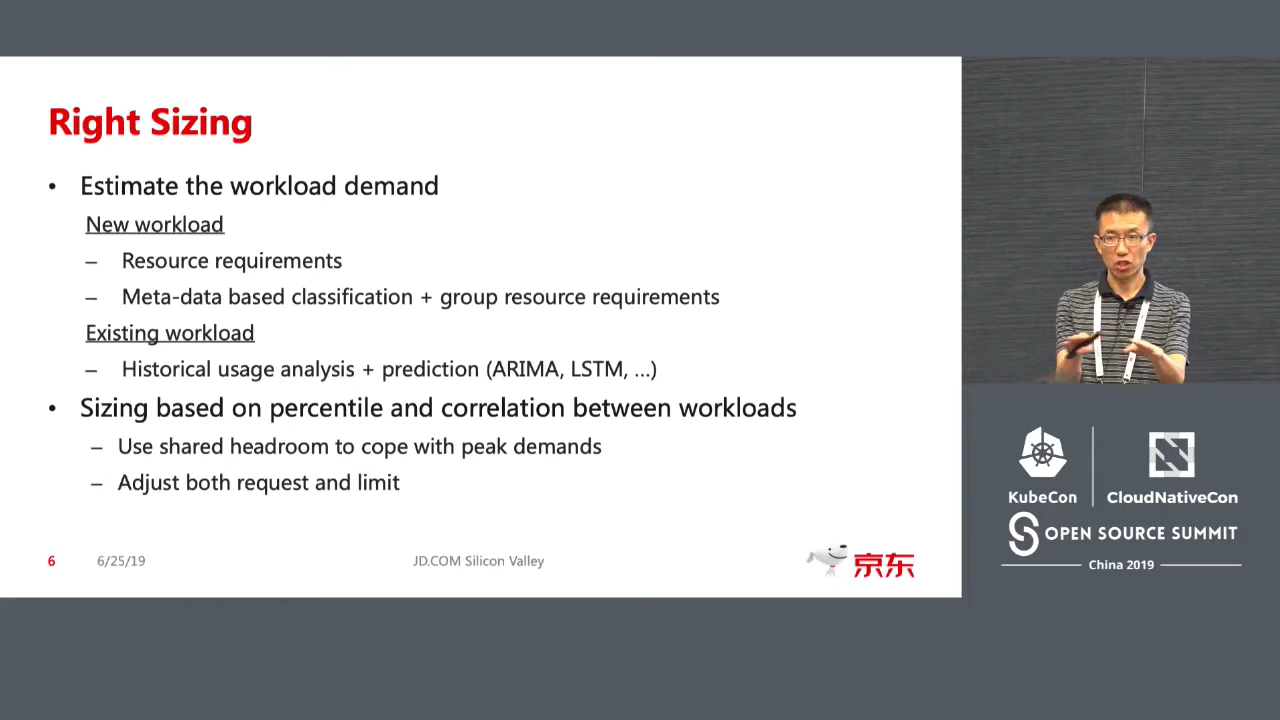 Right Sizing
• Estimate the workload demand
New workload
– Resource requirements
– Meta-data based classification + group resource requirements
Existing workload
– Historical usage analysis + prediction (ARIMA, LSTM, ...)
• Sizing based on percentile and correlation between workloads
– Use shared headroom to cope with peak demands
– Adjust both request and limit
6 6/25/19 JD.COM Silicon Valley 京东
KubeCon CloudNativeCon
OPEN SOURCE SUMMIT
China 2019